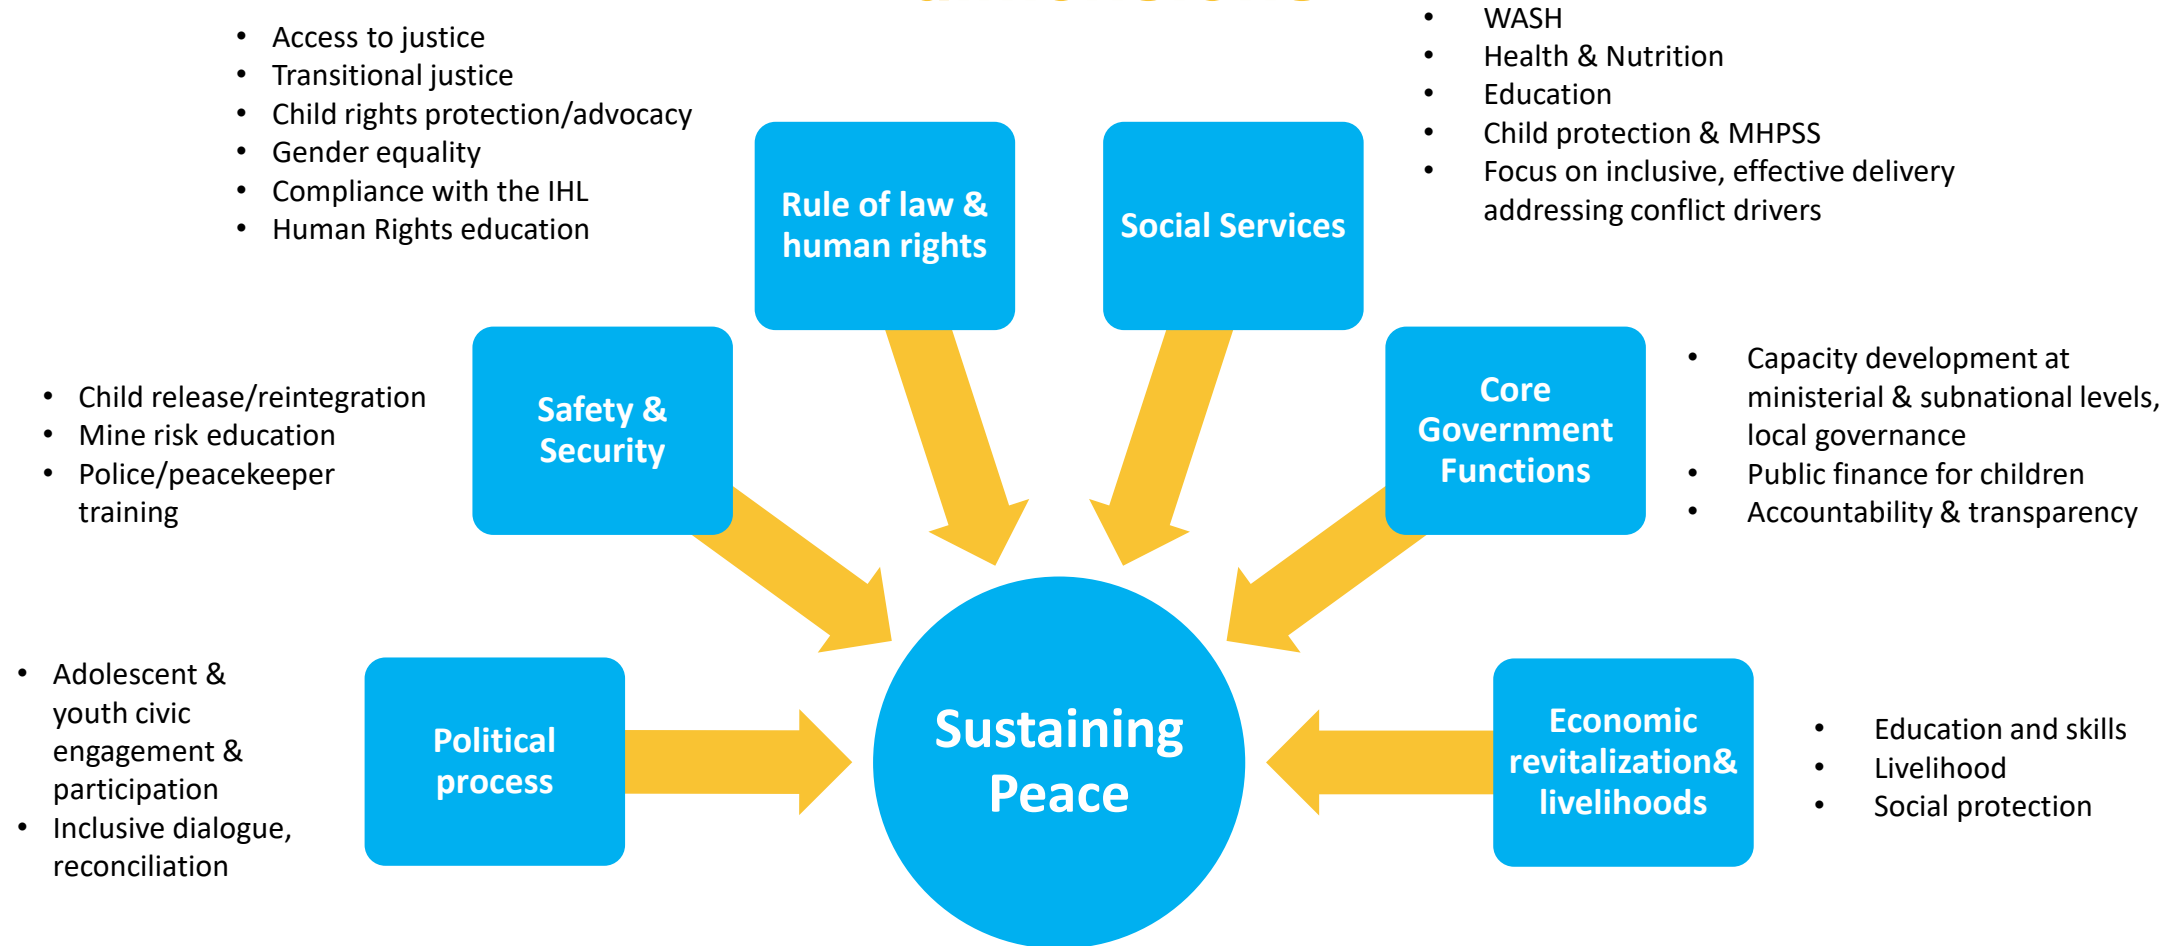 • Access to justice
• Transitional justice
• Child rights protection/advocacy
• Gender equality
• Compliance with the IHL
• Human Rights education
Rule of law &
human rights
Social Services
• WASH
• Health & Nutrition
• Education
• Child protection & MHPSS
• Focus on inclusive, effective delivery
addressing conflict drivers
• Child release/reintegration
• Mine risk education
• Police/peacekeeper
training
Safety &
Security
Core
Government
Functions
• Capacity development at
ministerial & subnational levels,
local governance
• Public finance for children
• Accountability & transparency
• Adolescent &
youth civic
engagement &
participation
• Inclusive dialogue,
reconciliation
Political
process
Sustaining
Peace
Economic
revitalization&
livelihoods
• Education and skills
• Livelihood
• Social protection